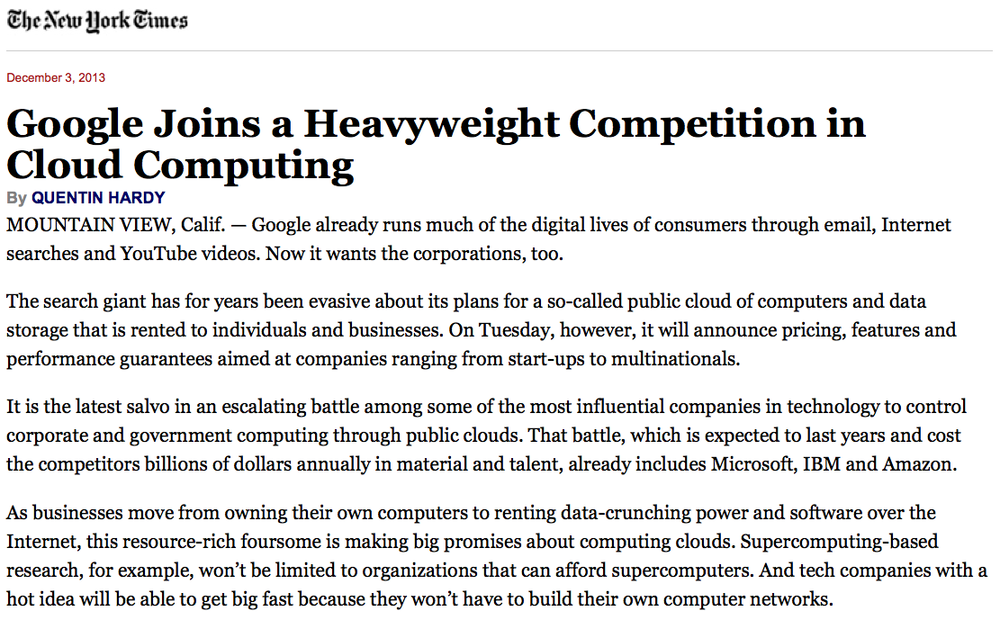 The New York Times
December 3, 2013
Google Joins a Heavyweight Competition in
Cloud Computing
By QUENTIN HARDY
MOUNTAIN VIEW, Calif. — Google already runs much of the digital lives of consumers through email, Internet
searches and YouTube videos. Now it wants the corporations, too.
The search giant has for years been evasive about its plans for a so-called public cloud of computers and data
storage that is rented to individuals and businesses. On Tuesday, however, it will announce pricing, features and
performance guarantees aimed at companies ranging from start-ups to multinationals.
It is the latest salvo in an escalating battle among some of the most influential companies in technology to control
corporate and government computing through public clouds. That battle, which is expected to last years and cost
the competitors billions of dollars annually in material and talent, already includes Microsoft, IBM and Amazon.
As businesses move from owning their own computers to renting data-crunching power and software over the
Internet, this resource-rich foursome is making big promises about computing clouds. Supercomputing-based
research, for example, won’t be limited to organizations that can afford supercomputers. And tech companies with a
hot idea will be able to get big fast because they won’t have to build their own computer networks.